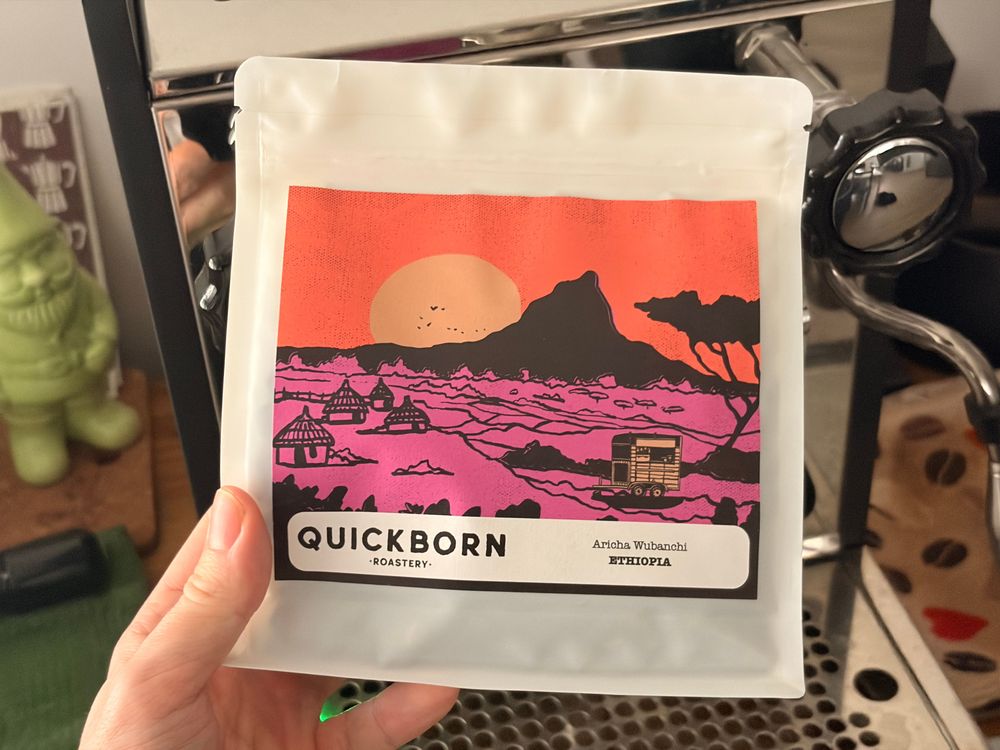 QUICKBORN
·ROASTERY·
Aricha Wubanchi
ETHIOPIA